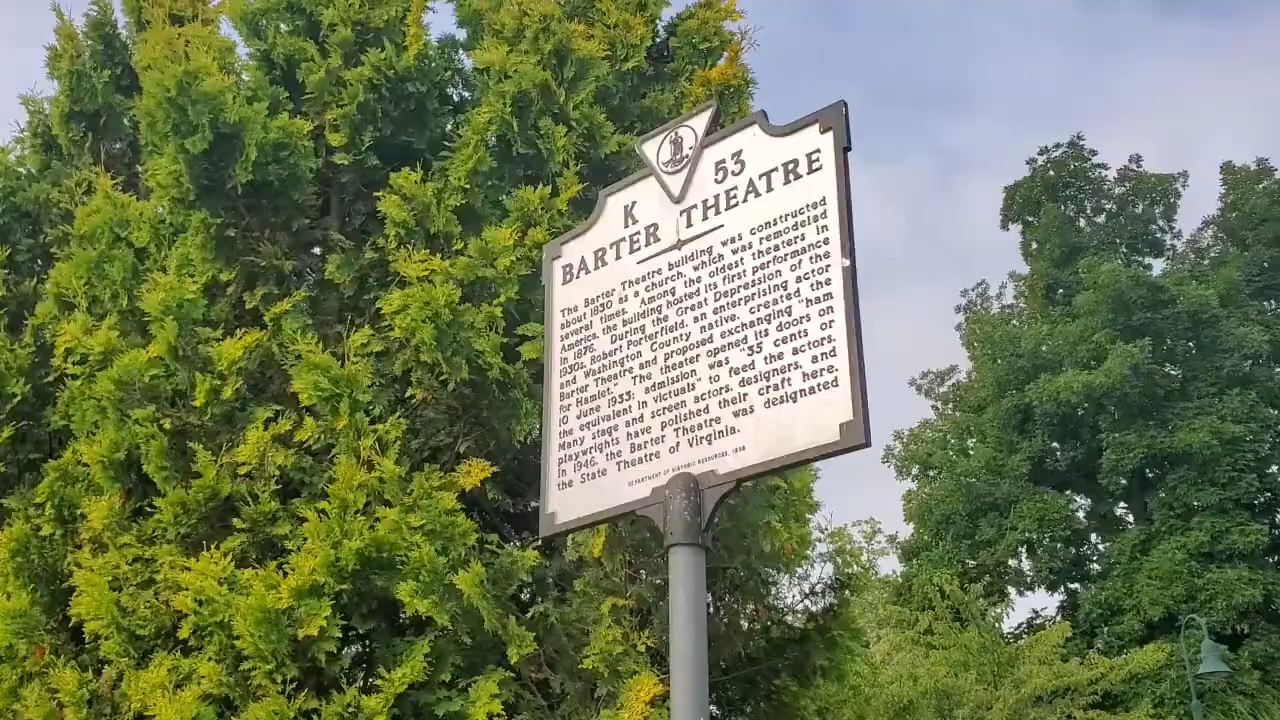 K 53
BARTER THEATRE
The Barter Theatre building was constructed
about 1830 as a church, which was remodeled
several times. Among the oldest theaters in
America, the building hosted its first performance
in 1876. During the Great Depression of the
1930s, Robert Porterfield, an enterprising actor
and Washington County native, created the
Barter Theatre and proposed exchanging "ham
for Hamlet." The theater opened its doors on
10 June 1933; admission was "35 cents or
the equivalent in victuals" to feed the actors.
Many stage and screen actors, designers, and
playwrights have polished their craft here.
In 1946, the Barter Theatre was designated
the State Theatre of Virginia.
DEPARTMENT OF HISTORIC RESOURCES, 1998